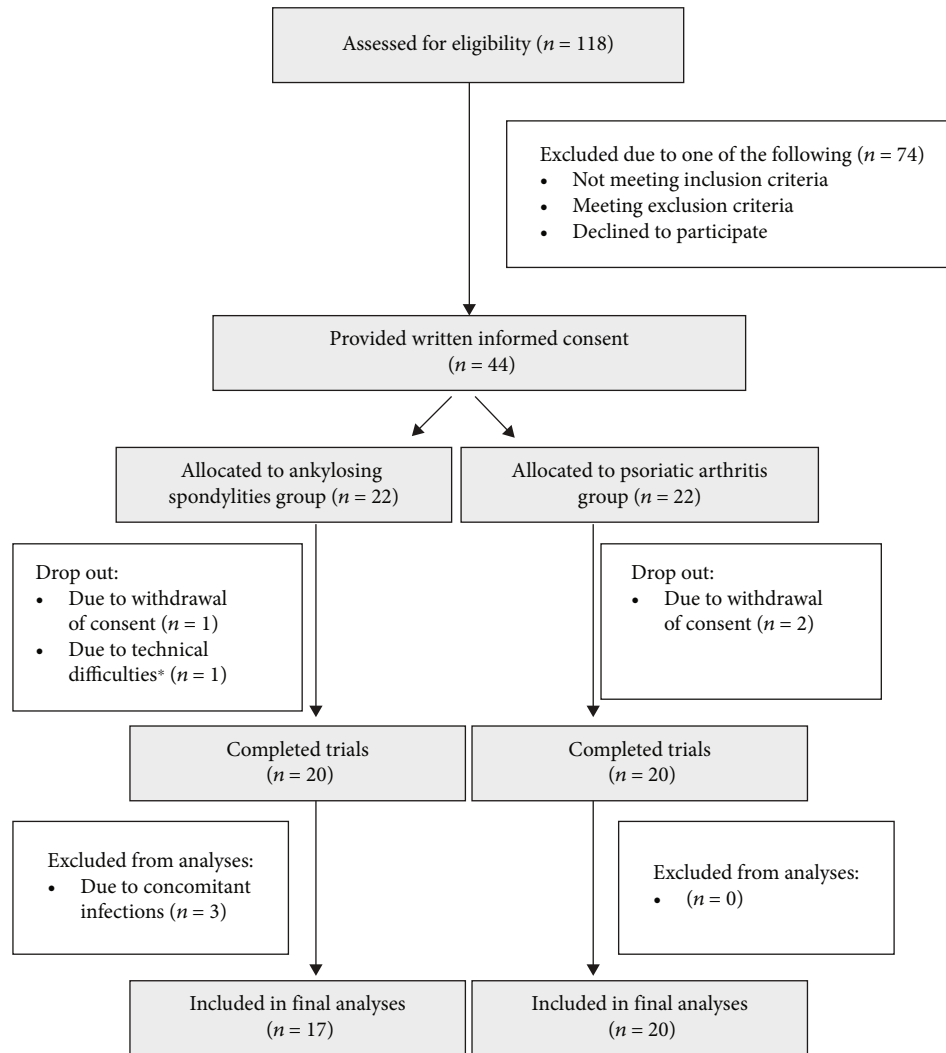 Assessed for eligibility (n = 118)
Excluded due to one of the following (n = 74)
• Not meeting inclusion criteria
• Meeting exclusion criteria
• Declined to participate
Provided written informed consent
(n = 44)
Allocated to ankylosing
spondylities group (n = 22)
Allocated to psoriatic arthritis
group (n = 22)
Drop out:
• Due to withdrawal
of consent (n = 1)
• Due to technical
difficulties* (n = 1)
Drop out:
• Due to withdrawal
of consent (n = 2)
Completed trials
(n = 20)
Completed trials
(n = 20)
Excluded from analyses:
• Due to concomitant
infections (n = 3)
Excluded from analyses:
• (n = 0)
Included in final analyses
(n = 17)
Included in final analyses
(n = 20)